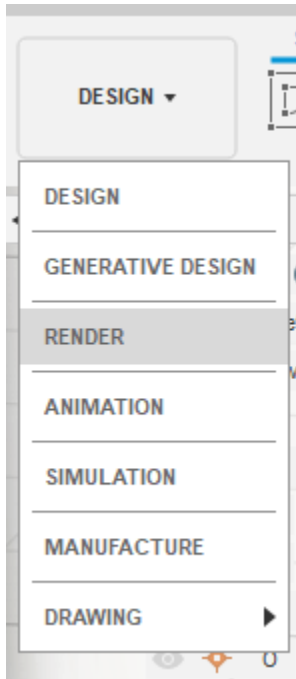 DESIGN
DESIGN
GENERATIVE DESIGN
RENDER
ANIMATION
SIMULATION
MANUFACTURE
DRAWING